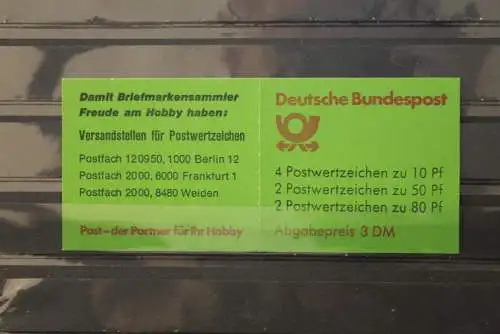 Damit Briefmarkensammler
Freude am Hobby haben:
Versandstellen für Postwertzeichen
Postfach 120950, 1000 Berlin 12
Postfach 2000, 6000 Frankfurt 1
Postfach 2000, 8480 Weiden
Post – der Partner für Ihr Hobby
Deutsche Bundespost
4 Postwertzeichen zu 10 Pf
2 Postwertzeichen zu 50 Pf
2 Postwertzeichen zu 80 Pf
Abgabepreis 3 DM